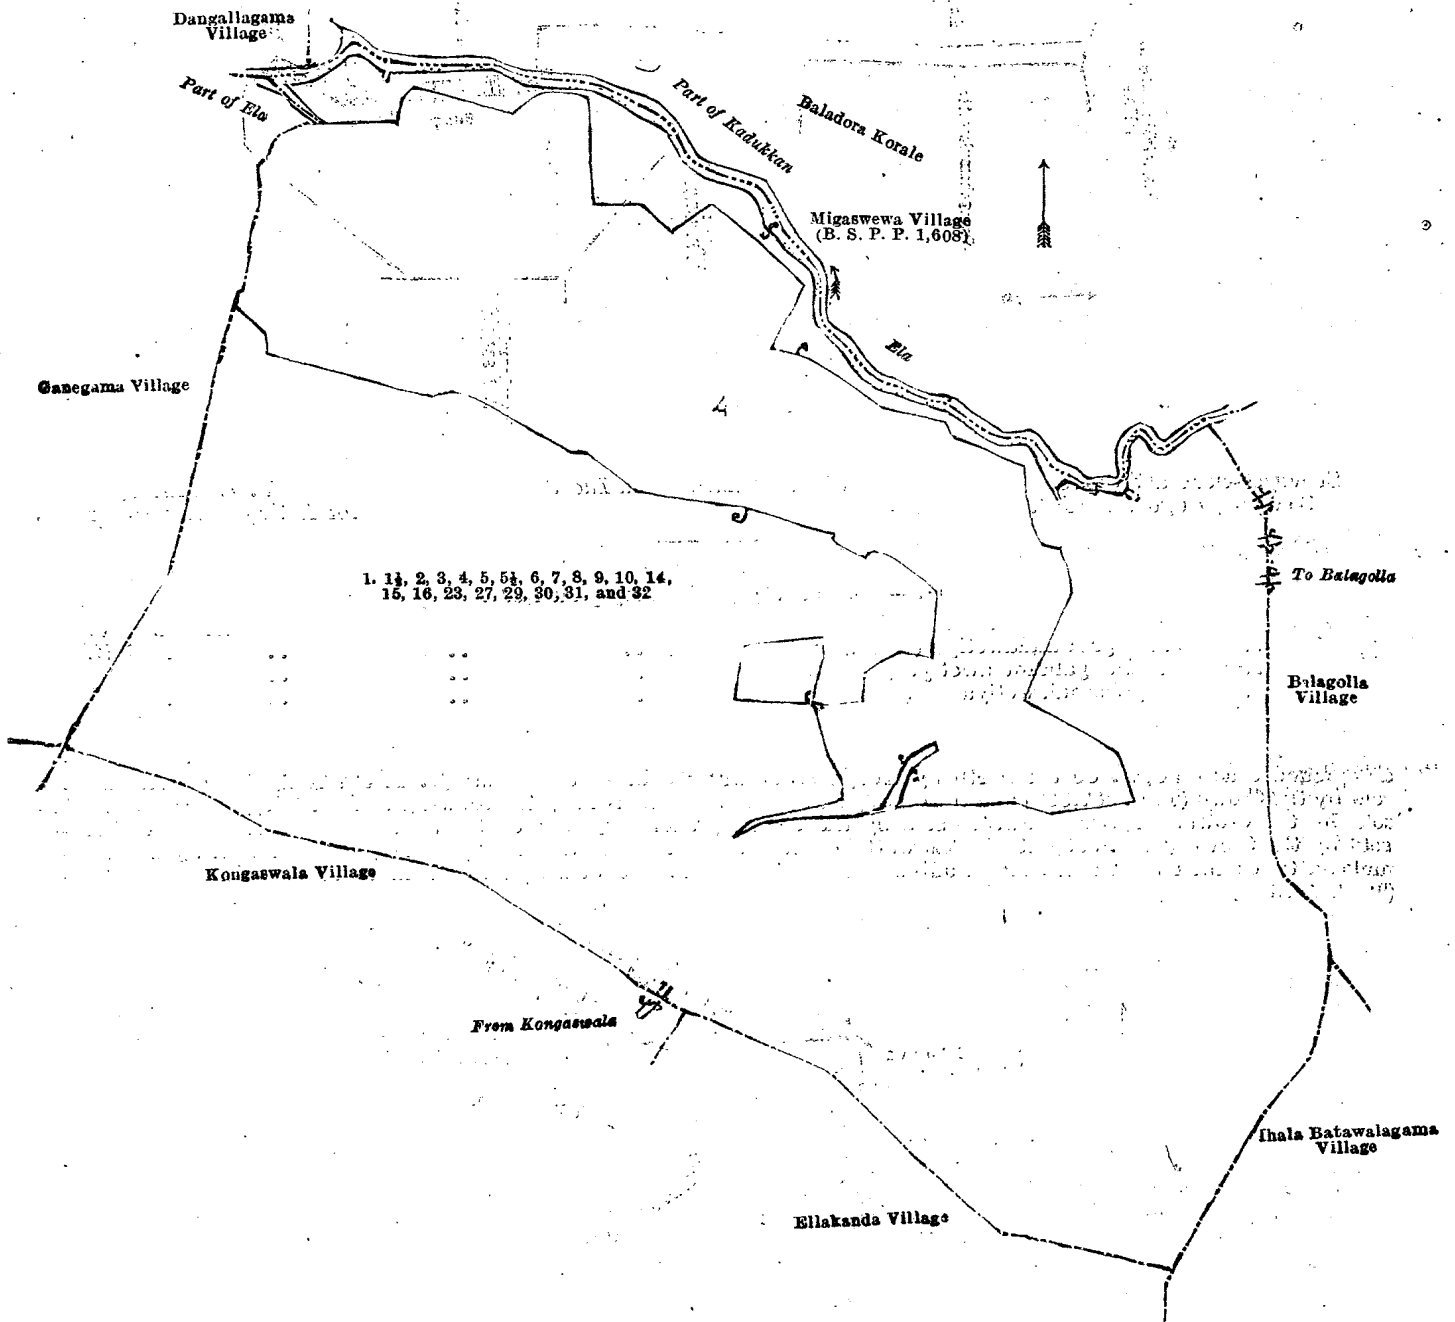 Dangallagama
Village
Part of Ela
Part of Kadukkan
Baladora Korale
Migaswewa Village
(B. S. P. P. 1,608)
Ela
Ganegama Village
1. 1½, 2, 3, 4, 5, 5½, 6, 7, 8, 9, 10, 14,
15, 16, 23, 27, 29, 30, 31, and 32
To Balagolla
Balagolla
Village
Kongaswala Village
From Kongaswala
Ihala Batawalagama
Village
Ellakanda Village